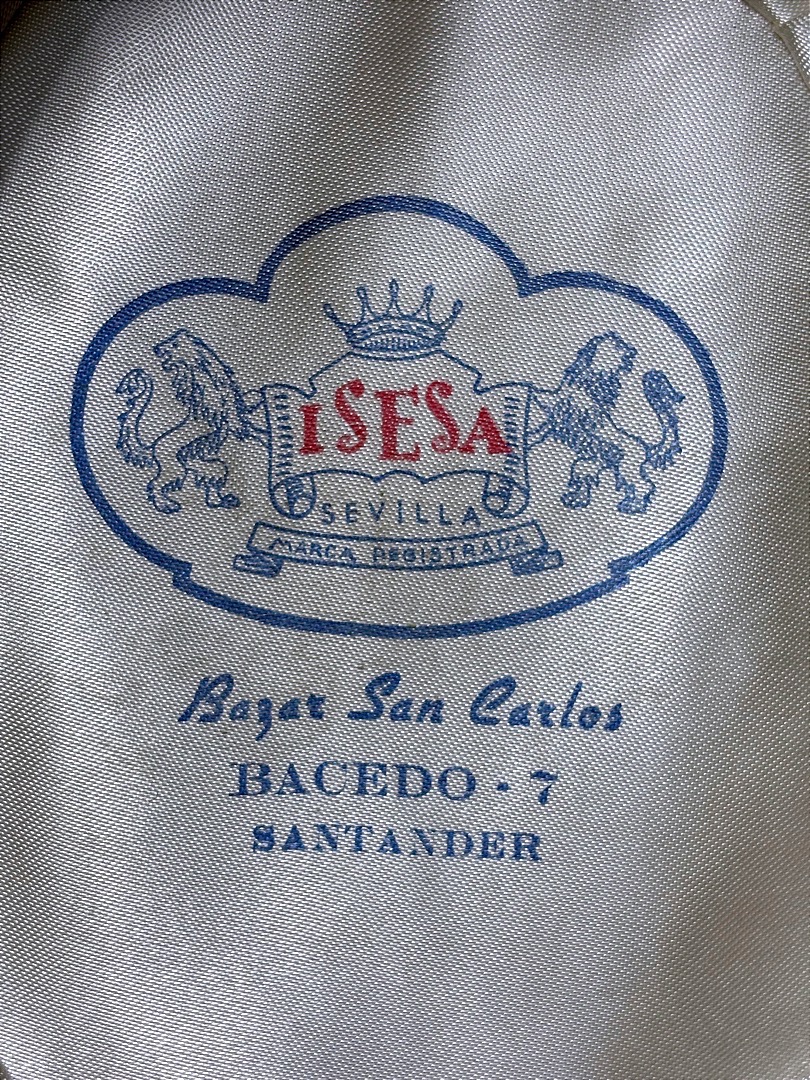 ISESA
SEVILLA
MARCA REGISTRADA
Bazar San Carlos
BACEDO - 7
SANTANDER